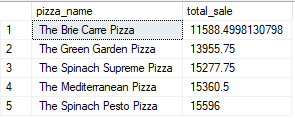 pizza_name total_sale
1 The Brie Carre Pizza 11588.4998130798
2 The Green Garden Pizza 13955.75
3 The Spinach Supreme Pizza 15277.75
4 The Mediterranean Pizza 15360.5
5 The Spinach Pesto Pizza 15596